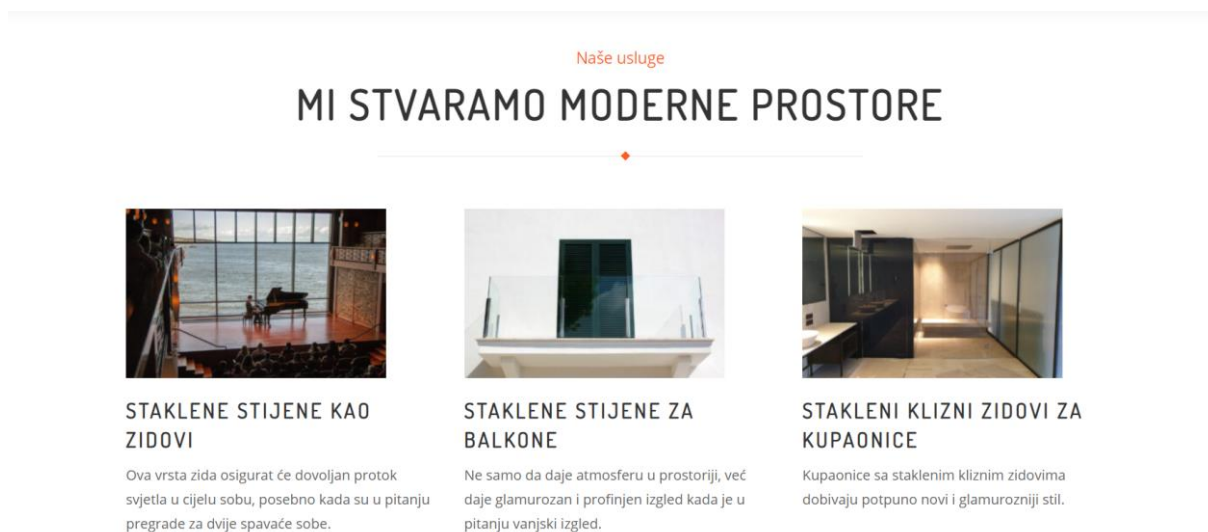 Naše usluge
MI STVARAMO MODERNE PROSTORE
STAKLENE STIJENE KAO
ZIDOVI
Ova vrsta zida osigurat će dovoljan protok
svjetla u cijelu sobu, posebno kada su u pitanju
pregrade za dvije spavaće sobe.
STAKLENE STIJENE ZA
BALKONE
Ne samo da daje atmosferu u prostoriji, već
daje glamurozan i profinjen izgled kada je u
pitanju vanjski izgled.
STAKLENI KLIZNI ZIDOVI ZA
KUPAONICE
Kupaonice sa staklenim kliznim zidovima
dobivaju potpuno novi i glamurozniji stil.